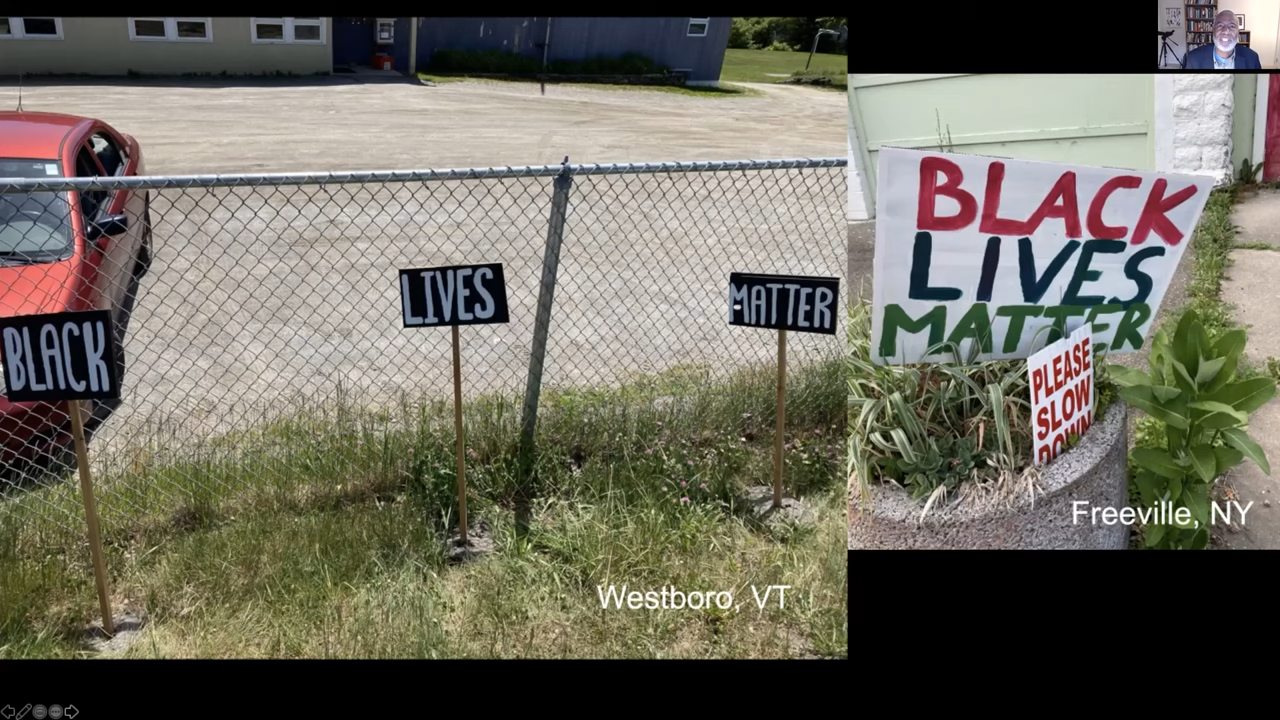 BLACK
LIVES
MATTER
Westboro, VT
BLACK
LIVES
MATTER
PLEASE
SLOW
DOWN
Freeville, NY